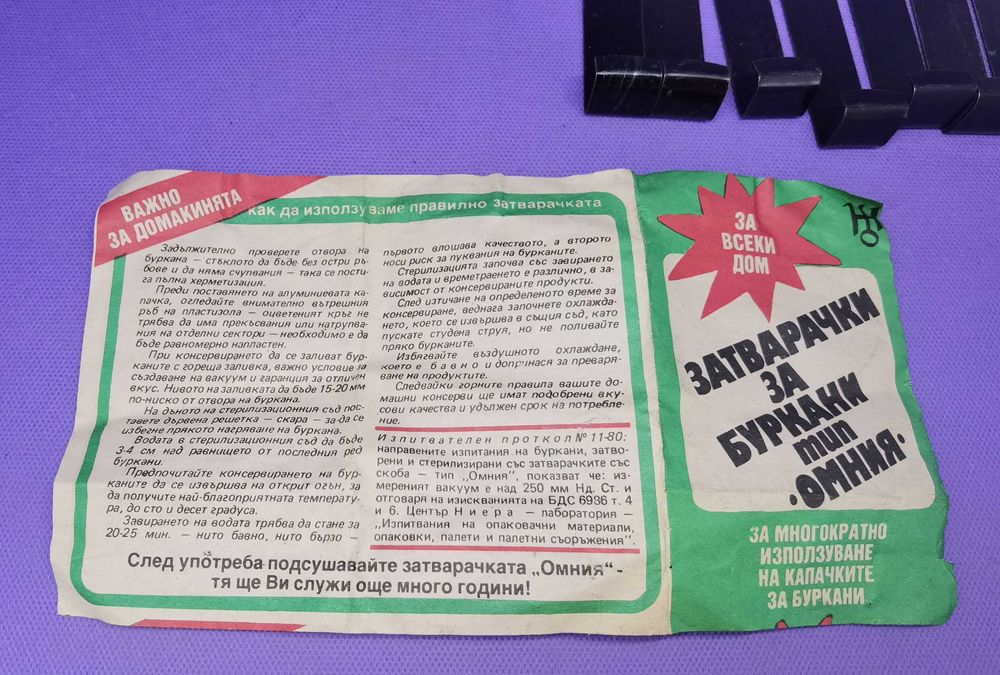 ВАЖНО
ЗА ДОМАКИНЯТА
как да използуваме правилно затварачката
Задължително проверете отвора на
буркана — стъклото да бъде без остри ръ-
бове и да няма счупвания — така се пости-
га пълна херметизация.
Преди поставянето на алуминиевата ка-
пачка, огледайте внимателно вътрешния
ръб на пластизола — оцветеният кръг не
трябва да има прекъсвания или натрупва-
ния на отделни сектори — необходимо е да
бъде равномерно напластен.
При консервирането да се заливат бур-
каните с гореща заливка, важно условие за
създаване на вакуум и гаранция за отличен
вкус. Нивото на заливката да бъде 15-20 мм
по-ниско от отвора на буркана.
На дъното на стерилизационния съд пос-
тавете дървена решетка — скара — за да се
избегне прякото нагряване на буркана.
Водата в стерилизационния съд да бъде
3-4 см над равнището от последния ред
буркани.
Предпочитайте консервирането на бур-
каните да се извършва на открит огън, за
да получите най-благоприятната температу-
ра, до сто и десет градуса.
Завирането на водата трябва да стане за
20-25 мин. — нито бавно, нито бързо —
първото влошава качеството, а второто
носи риск за пуквания на бурканите.
Стерилизацията започва със завирането
на водата и времетраенето е различно, в за-
висимост от консервираните продукти.
След изтичане на определеното време за
консервиране, веднага започнете охлажда-
нето, което се извършва в същия съд, като
пускате студена струя, но не поливайте
пряко бурканите.
Избягвайте въздушното охлаждане,
което е бавно и допринася за преваря-
ване на продуктите.
Следвайки горните правила вашите до-
машни консерви ще имат подобрени вку-
сови качества и удължен срок на потребле-
ние.
Изпитвателен проткол № 11-80:
направените изпитания на буркани, затво-
рени и стерилизирани със затварачките със
скоба — тип „Омния", показват че: из-
мереният вакуум е над 250 мм Нд. Ст. и
отговаря на изискванията на БДС 6986 т. 4
и 6. Център Ниера — лаборатория —
„Изпитвания на опаковачни материали,
опаковки, палети и палетни съоръжения".
След употреба подсушавайте затварачката „Омния" -
тя ще Ви служи още много години!
ЗА
ВСЕКИ
ДОМ
ЗАТВАРАЧКИ
ЗА
БУРКАНИ
тип
„ОМНИЯ"
ЗА МНОГОКРАТНО
ИЗПОЛЗУВАНЕ
НА КАПАЧКИТЕ
ЗА БУРКАНИ